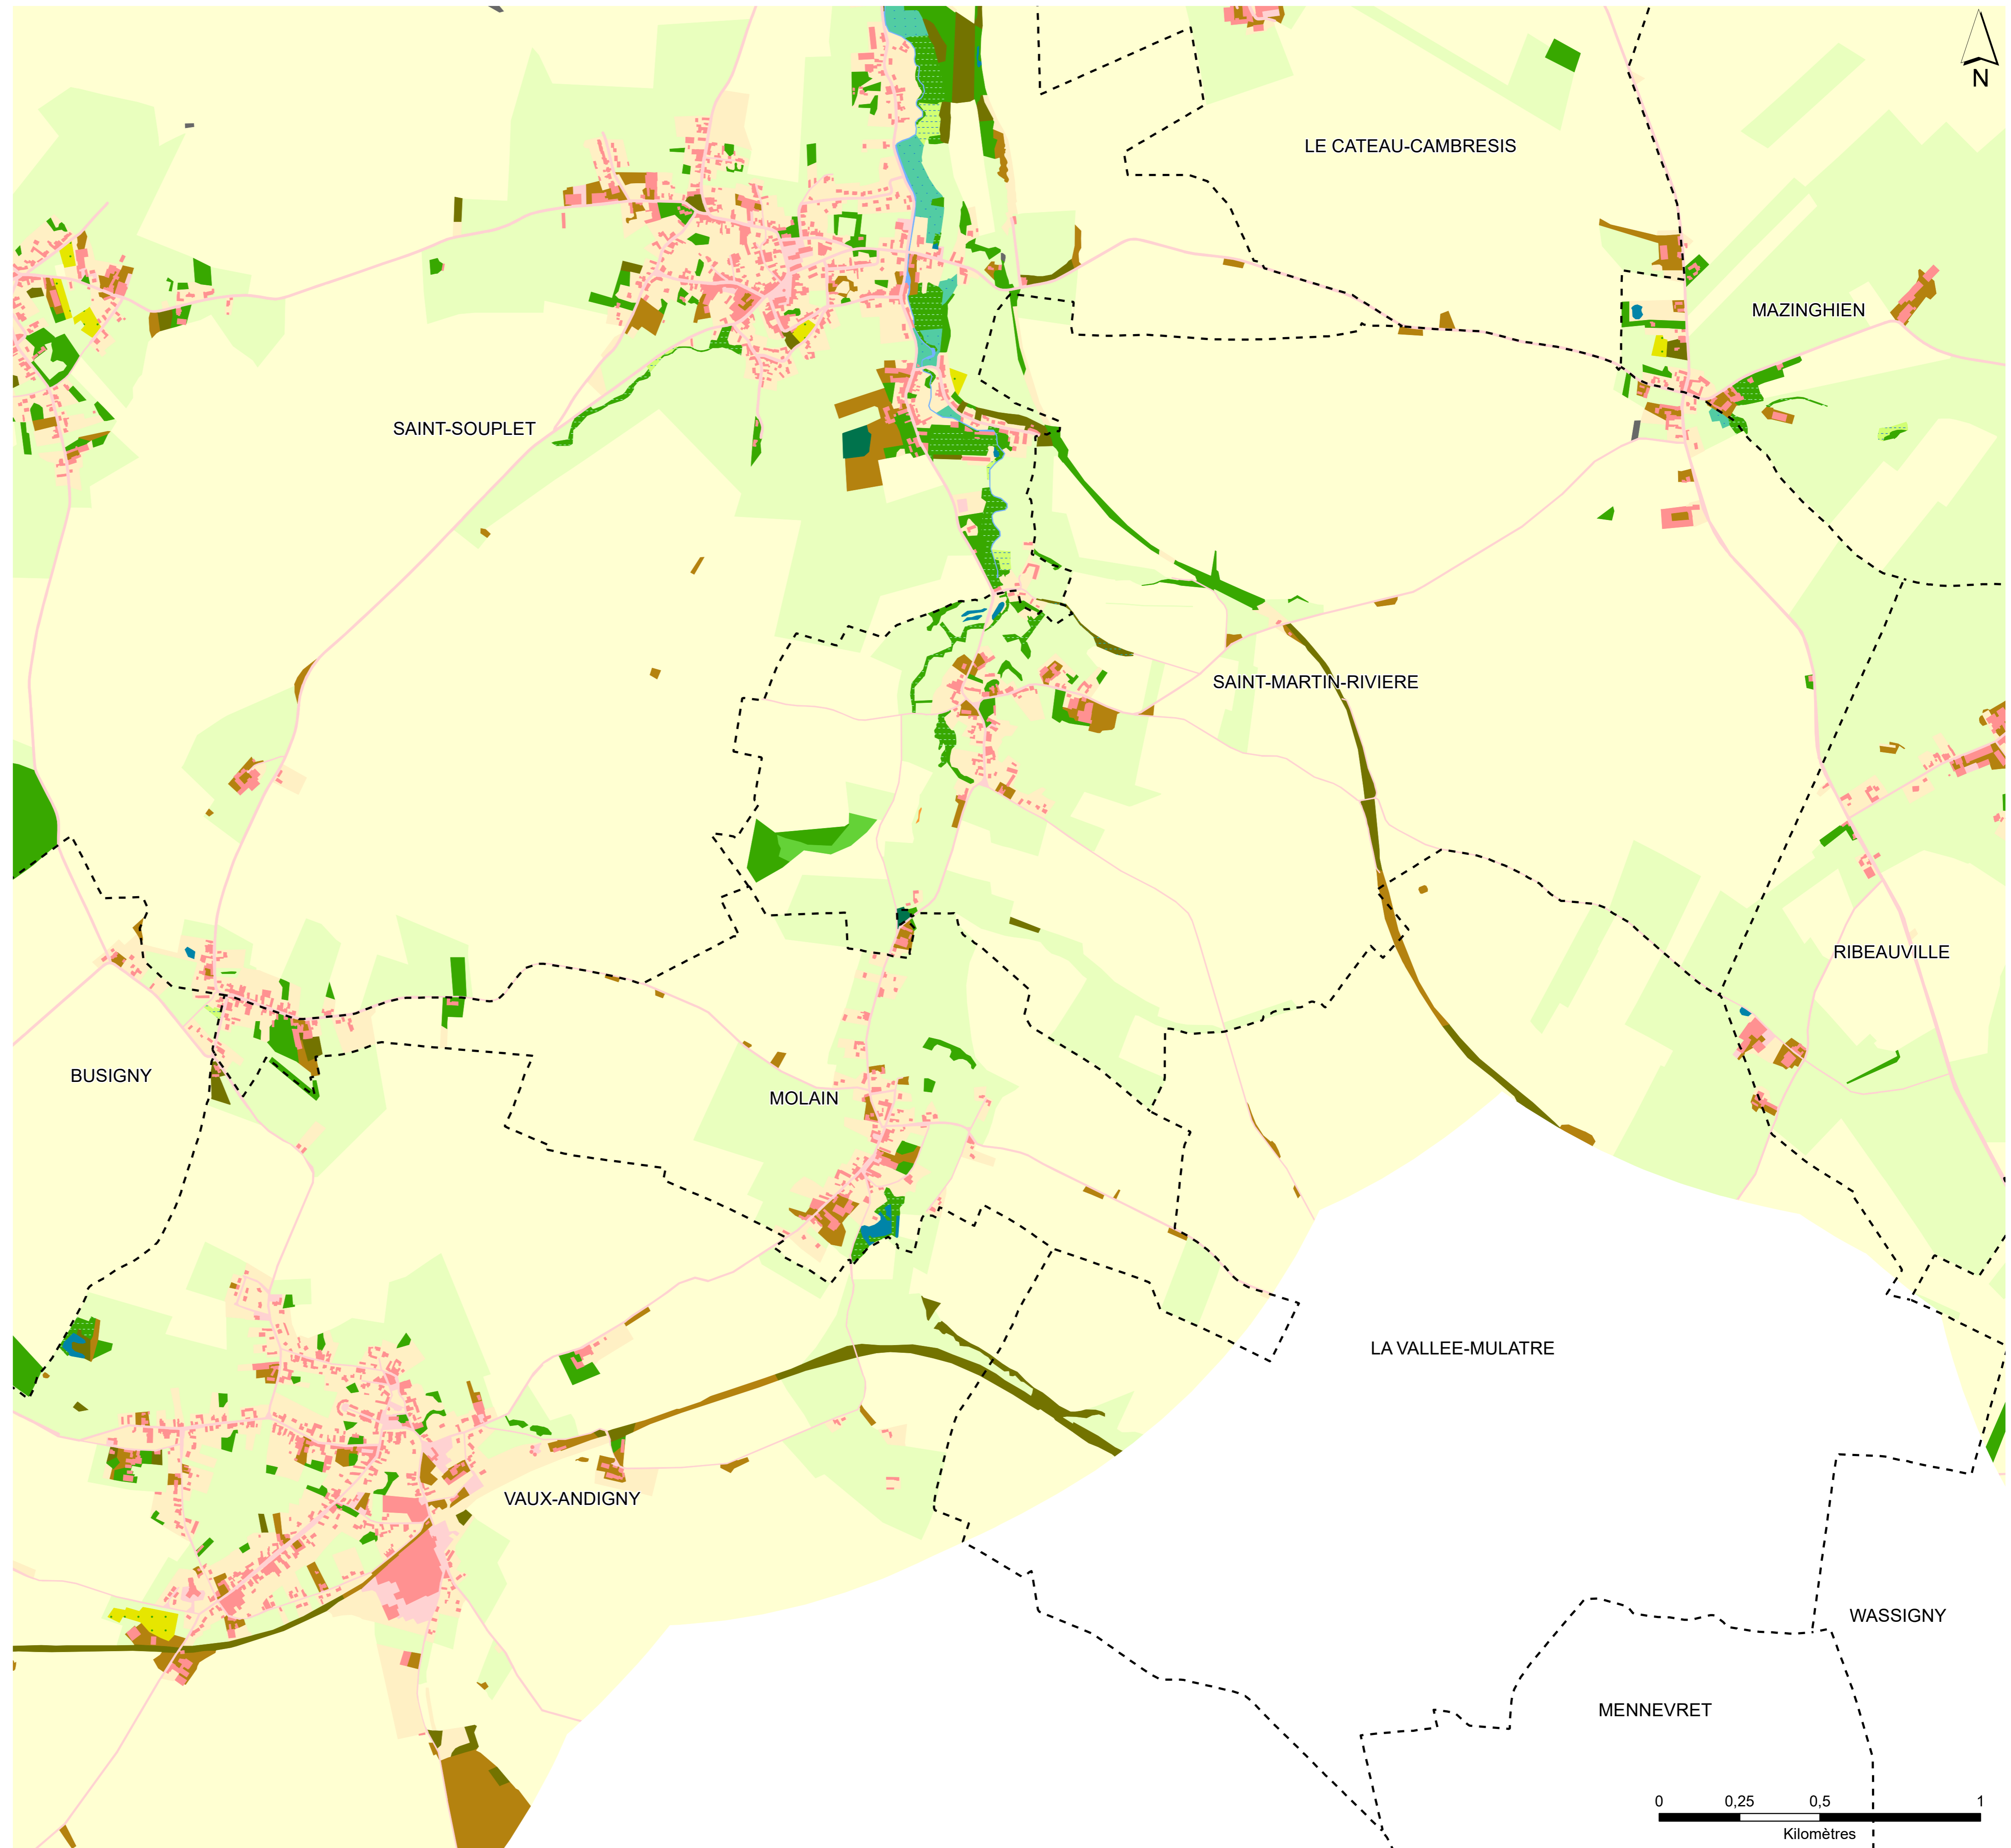 N
LE CATEAU-CAMBRESIS
MAZINGHIEN
SAINT-SOUPLET
SAINT-MARTIN-RIVIERE
RIBEAUVILLE
BUSIGNY
MOLAIN
LA VALLEE-MULATRE
VAUX-ANDIGNY
WASSIGNY
MENNEVRET
0 0,25 0,5 1
Kilomètres